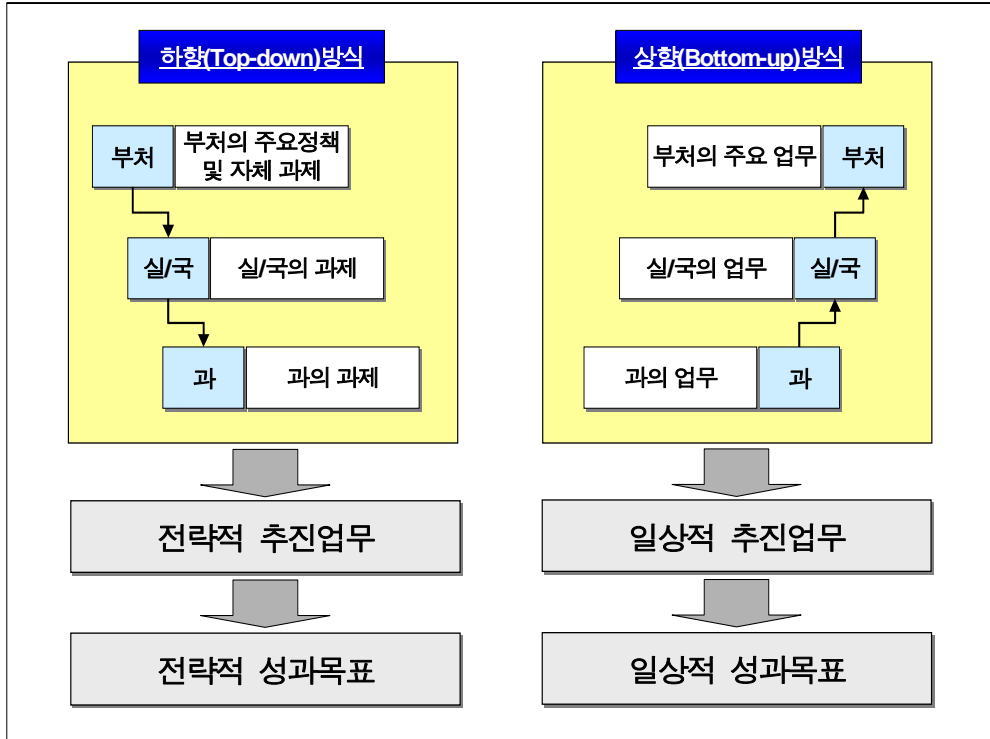 하향(Top-down)방식
부처
부처의 주요정책
및 자체 과제
실/국
실/국의 과제
과
과의 과제
전략적 추진업무
전략적 성과목표
상향(Bottom-up)방식
부처의 주요 업무
부처
실/국의 업무
실/국
과의 업무
과
일상적 추진업무
일상적 성과목표